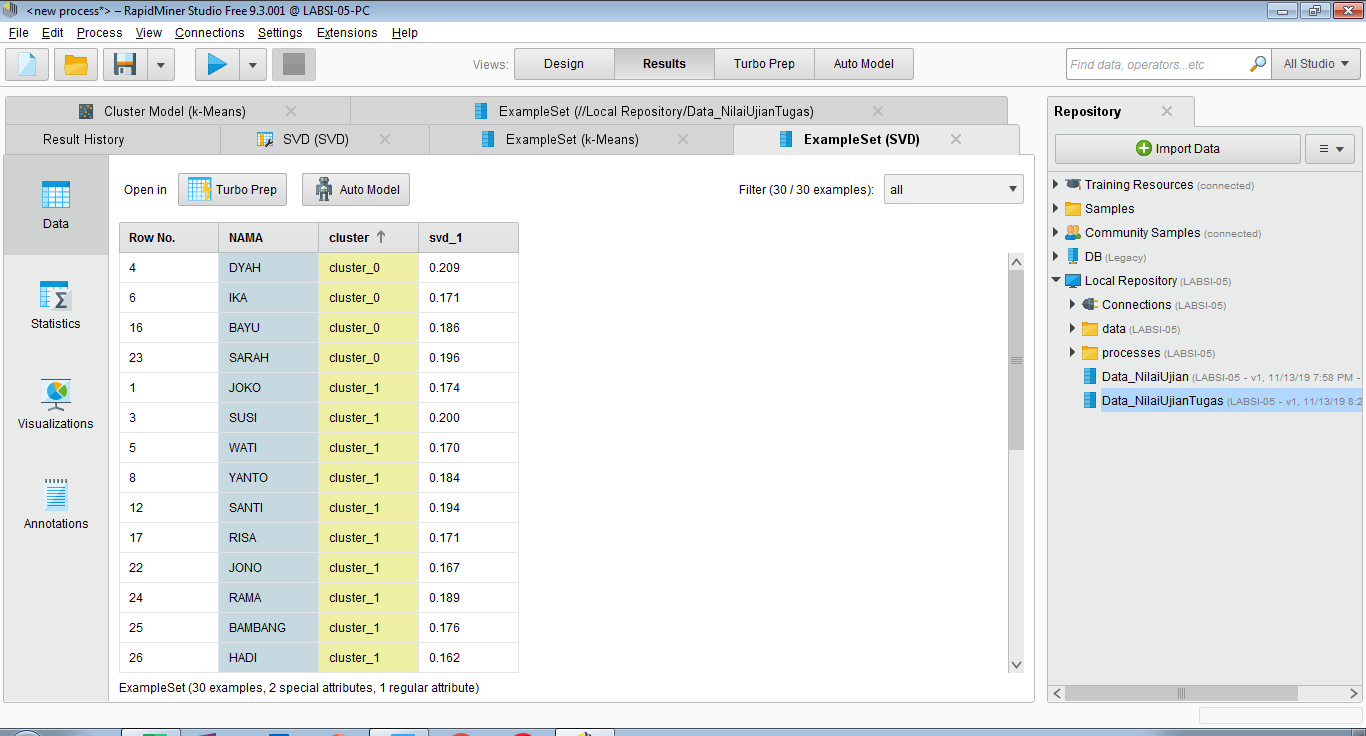 <new process*> – RapidMiner Studio Free 9.3.001 @ LABSI-05-PC
File Edit Process View Connections Settings Extensions Help
Views: Design Results Turbo Prep Auto Model Find data, operators...etc All Studio
Cluster Model (k-Means) ExampleSet (//Local Repository/Data_NilaiUjianTugas)
Result History SVD (SVD) ExampleSet (k-Means) ExampleSet (SVD)
Open in Turbo Prep Auto Model Filter (30 / 30 examples): all
Data
Statistics
Visualizations
Annotations
Row No. NAMA cluster svd_1
4 DYAH cluster_0 0.209
6 IKA cluster_0 0.171
16 BAYU cluster_0 0.186
23 SARAH cluster_0 0.196
1 JOKO cluster_1 0.174
3 SUSI cluster_1 0.200
5 WATI cluster_1 0.170
8 YANTO cluster_1 0.184
12 SANTI cluster_1 0.194
17 RISA cluster_1 0.171
22 JONO cluster_1 0.167
24 RAMA cluster_1 0.189
25 BAMBANG cluster_1 0.176
26 HADI cluster_1 0.162
ExampleSet (30 examples, 2 special attributes, 1 regular attribute)
Repository
Import Data
Training Resources (connected)
Samples
Community Samples (connected)
DB (Legacy)
Local Repository (LABSI-05)
Connections (LABSI-05)
data (LABSI-05)
processes (LABSI-05)
Data_NilaiUjian (LABSI-05 - v1, 11/13/19 7:58 PM -
Data_NilaiUjianTugas (LABSI-05 - v1, 11/13/19 8:2